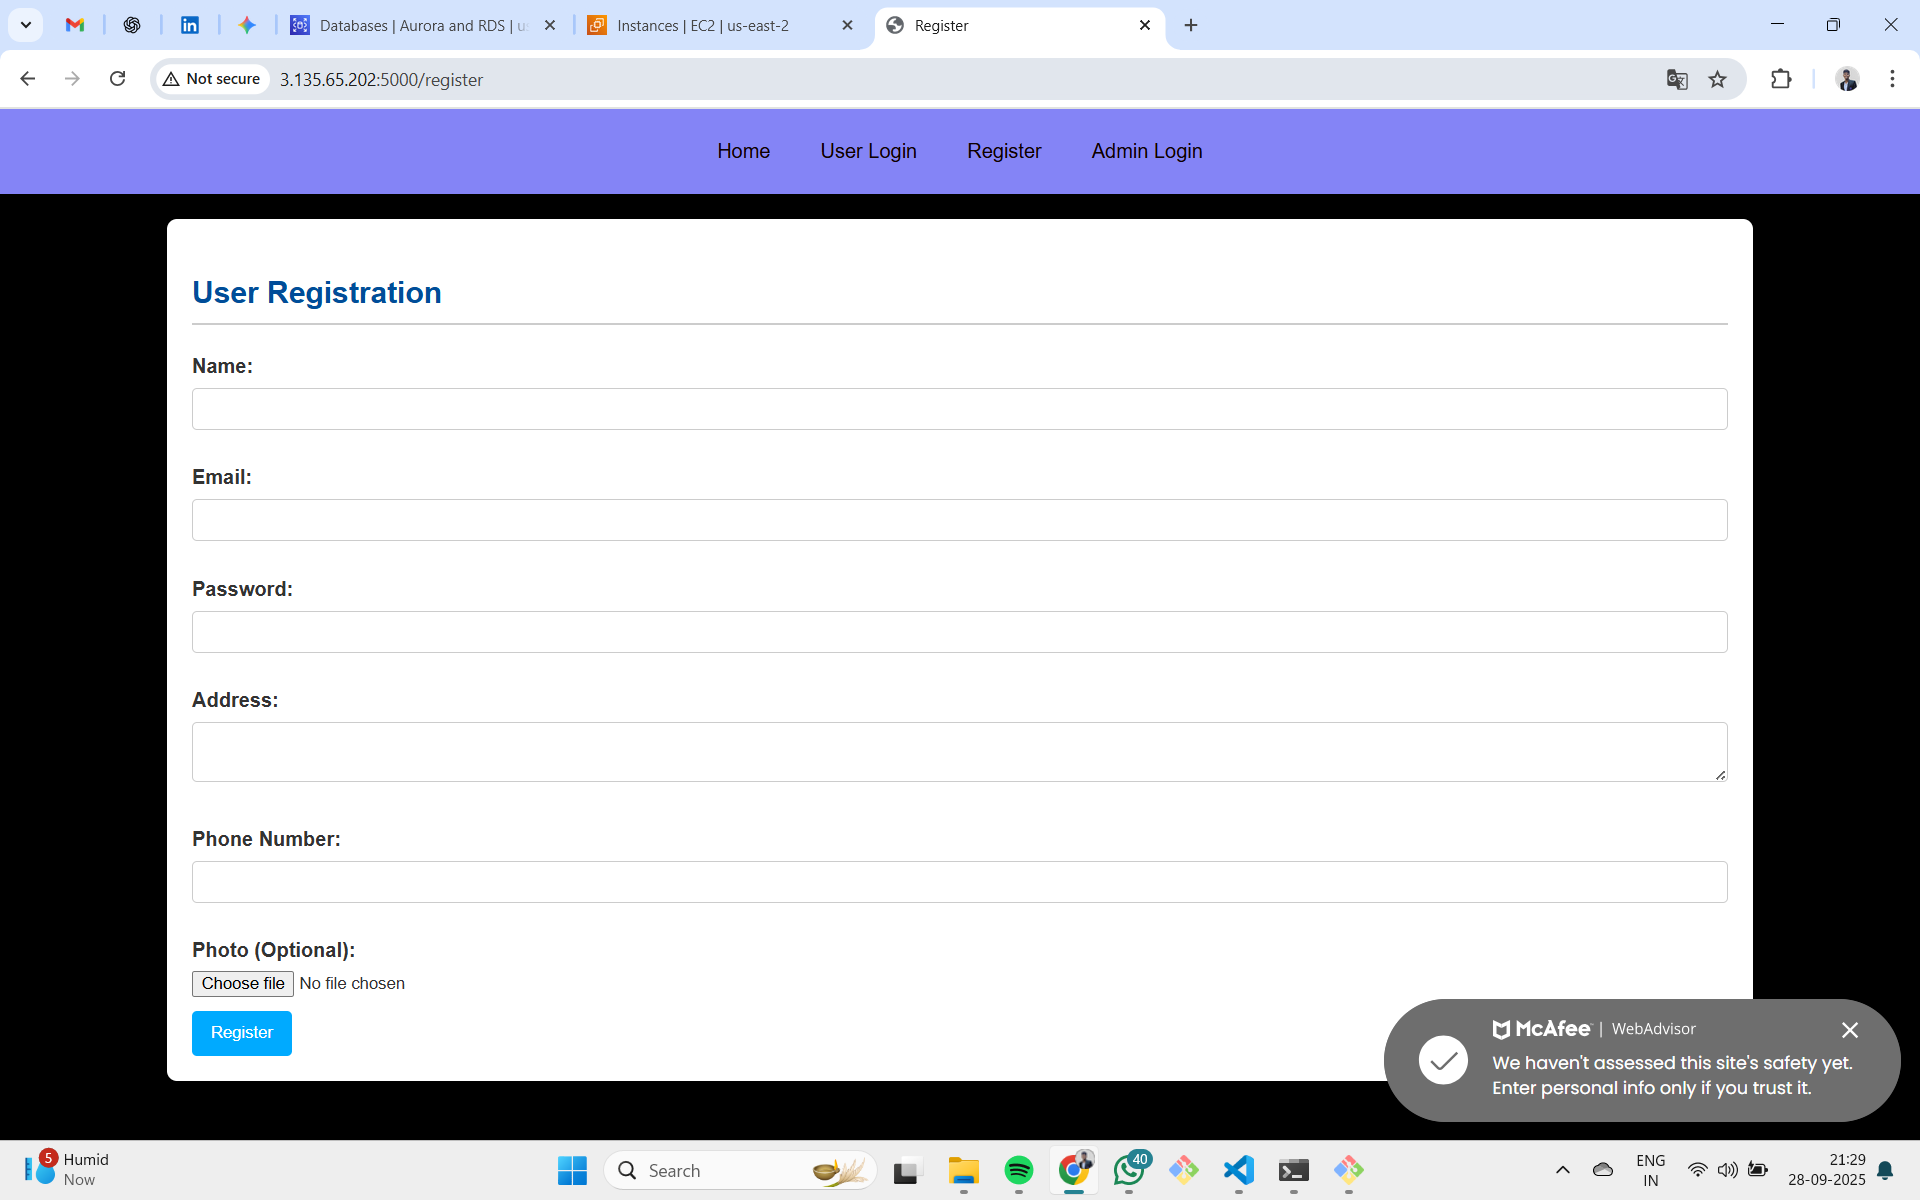 Databases | Aurora and RDS | us
Instances | EC2 | us-east-2
Register
Not secure
3.135.65.202:5000/register
Home
User Login
Register
Admin Login
User Registration
Name:
Email:
Password:
Address:
Phone Number:
Photo (Optional):
Choose file No file chosen
Register
McAfee | WebAdvisor
We haven't assessed this site's safety yet.
Enter personal info only if you trust it.
5
Humid
Now
Search
40
ENG
IN
21:29
28-09-2025